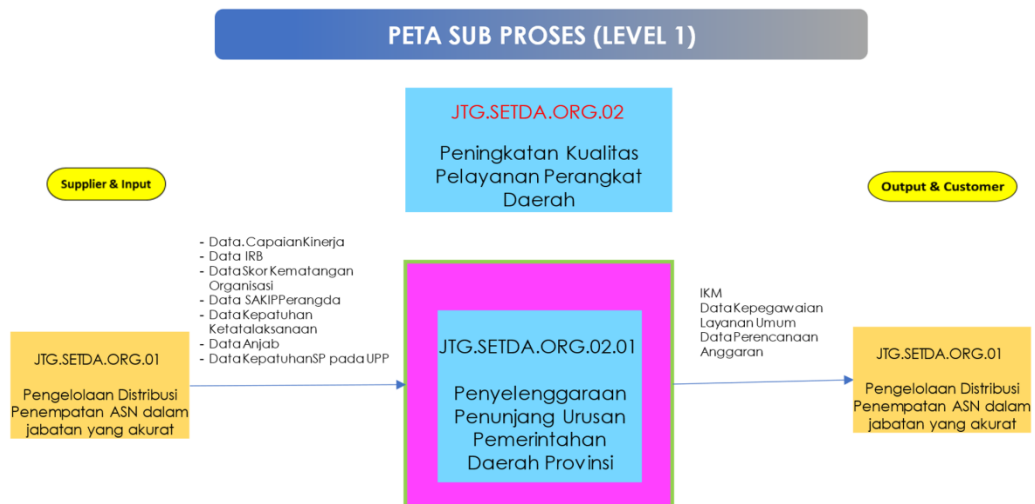 PETA SUB PROSES (LEVEL 1)
JTG.SETDA.ORG.02
Peningkatan Kualitas
Pelayanan Perangkat
Daerah
Supplier & Input
Output & Customer
- Data.CapaianKinerja
- Data IRB
- DataSkor Kematangan
Organisasi
- Data SAKIPPerangda
- DataKepatuhan
Ketatalaksanaan
- DataAnjab
- DataKepatuhanSP pada UPP
JTG.SETDA.ORG.01
Pengelolaan Distribusi
Penempatan ASN dalam
jabatan yang akurat
JTG.SETDA.ORG.02.01
Penyelenggaraan
Penunjang Urusan
Pemerintahan
Daerah Provinsi
IKM
DataKepegawaian
Layanan Umum
DataPerencanaan
Anggaran
JTG.SETDA.ORG.01
Pengelolaan Distribusi
Penempatan ASN dalam
jabatan yang akurat